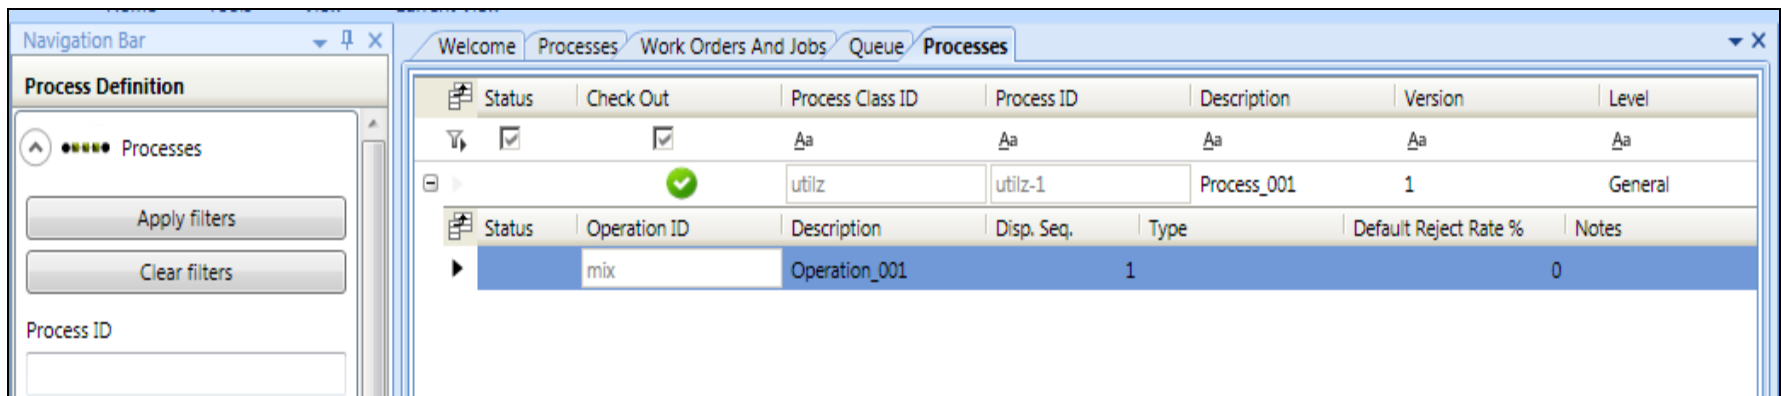 Navigation Bar
Process Definition
Processes
Apply filters
Clear filters
Process ID
Welcome Processes Work Orders And Jobs Queue Processes
Status Check Out Process Class ID Process ID Description Version Level
Aa Aa Aa Aa Aa
utilz utilz-1 Process_001 1 General
Status Operation ID Description Disp. Seq. Type Default Reject Rate % Notes
mix Operation_001 1 0